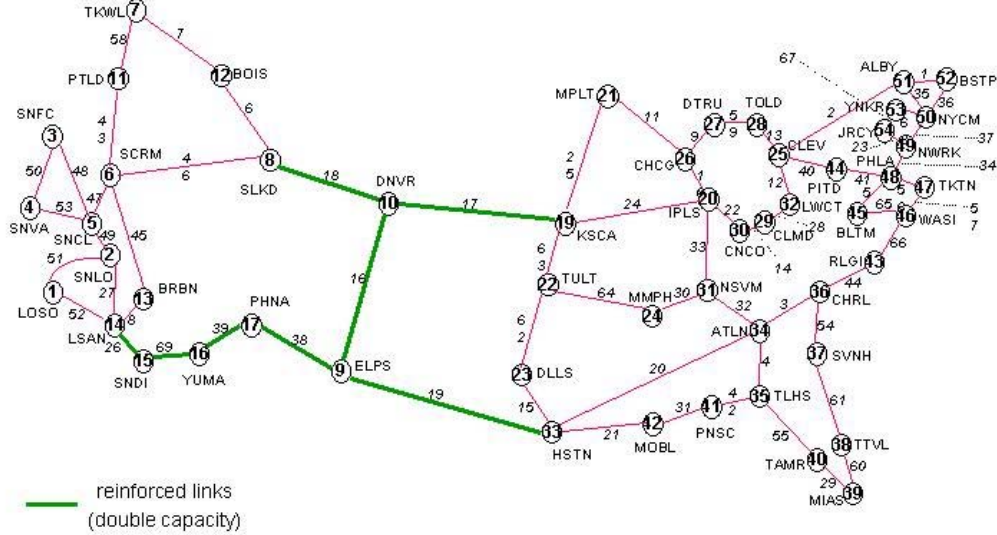 TKWL
7
58
7
PTLD
11
12
BOIS
4
3
6
SNFC
3
50
48
SCRM
6
4
6
8
SLKD
4
SNVA
53
47
5
SNCL
49
45
51
2
SNLO
27
1
LOSO
52
BRBN
13
8
14
LSAN
26
15
SNDI
69
16
YUMA
39
PHNA
17
38
9
ELPS
18
DNVR
10
17
16
19
MPLT
21
11
2
5
19
KSCA
24
6
3
TULT
22
64
MMPH
24
30
6
2
23
DLLS
15
33
HSTN
20
21
42
MOBL
31
41
PNSC
4
2
DTRU
27
5
9
TOLD
28
9
13
CHCG
26
1
6
IPLS
20
22
30
CNCO
29
CLMD
14
28
32
LWCT
12
25
CLEV
40
44
PITD
41
2
33
31
NSVM
32
ATLN
34
3
4
35
TLHS
55
TAMR
40
29
MIAS
39
60
38
TTVL
61
37
SVNH
54
36
CHRL
44
RLGH
43
66
46
WASI
65
6
45
BLTM
5
5
47
TKTN
5
7
48
PHLA
34
49
NWRK
37
23
54
JRCY
6
53
YNKR
67
50
NYCM
35
36
51
ALBY
1
52
BSTP
reinforced links
(double capacity)